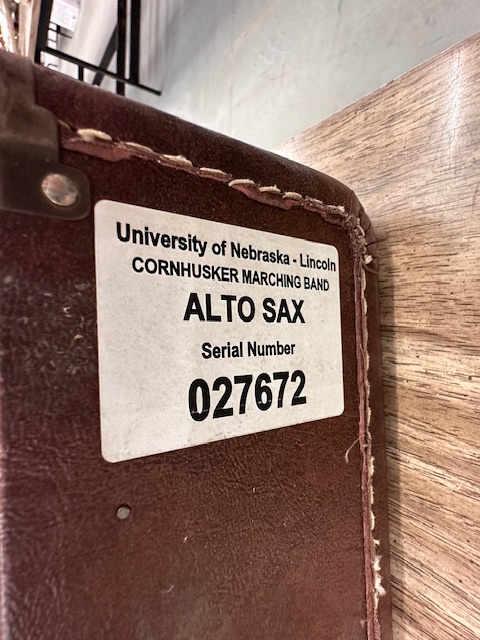 University of Nebraska - Lincoln
CORNHUSKER MARCHING BAND
ALTO SAX
Serial Number
027672